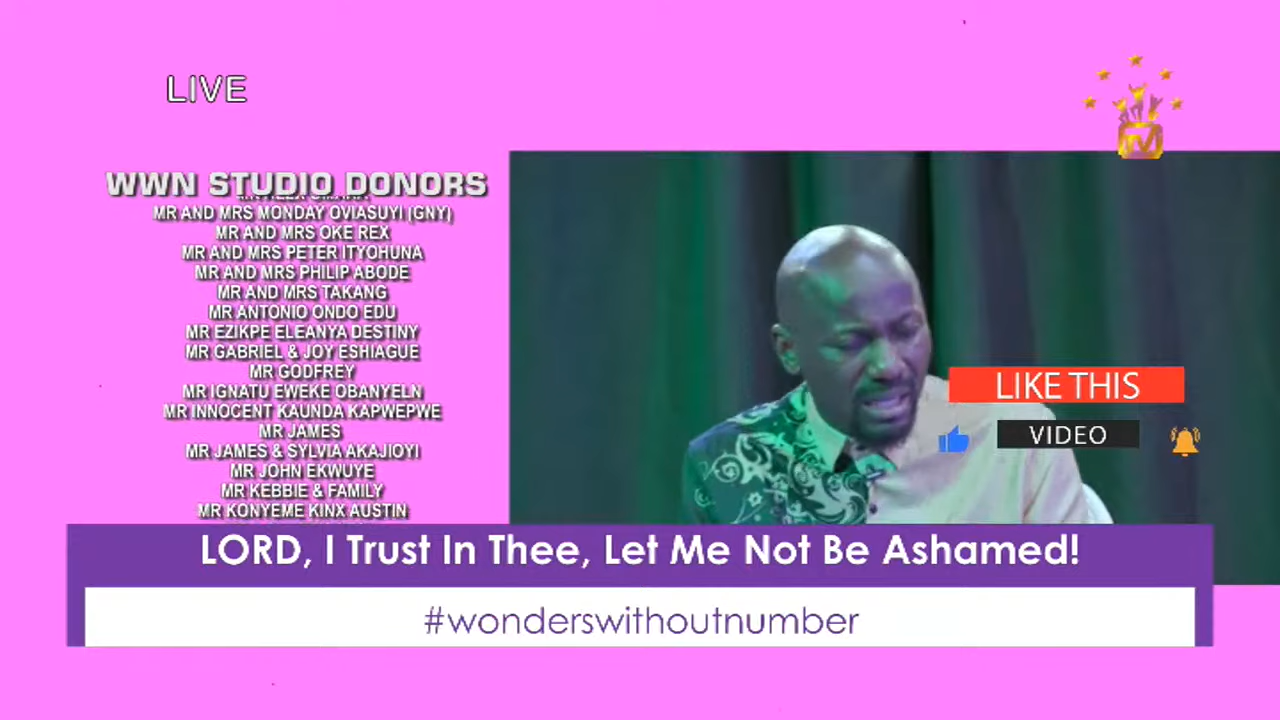 LIVE
TV
WWN STUDIO DONORS
MR AND MRS MONDAY OVIASUYI (GNY)
MR AND MRS OKE REX
MR AND MRS PETER ITYOHUNA
MR AND MRS PHILIP ABODE
MR AND MRS TAKANG
MR ANTONIO ONDO EDU
MR EZIKPE ELEANYA DESTINY
MR GABRIEL & JOY ESHIAGUE
MR GODFREY
MR IGNATU EWEKE OBANYELN
MR INNOCENT KAUNDA KAPWEPWE
MR JAMES
MR JAMES & SYLVIA AKAJIOYI
MR JOHN EKWUYE
MR KEBBIE & FAMILY
MR KONYEME KINX AUSTIN
LIKE THIS
VIDEO
LORD, I Trust In Thee, Let Me Not Be Ashamed!
#wonderswithoutnumber